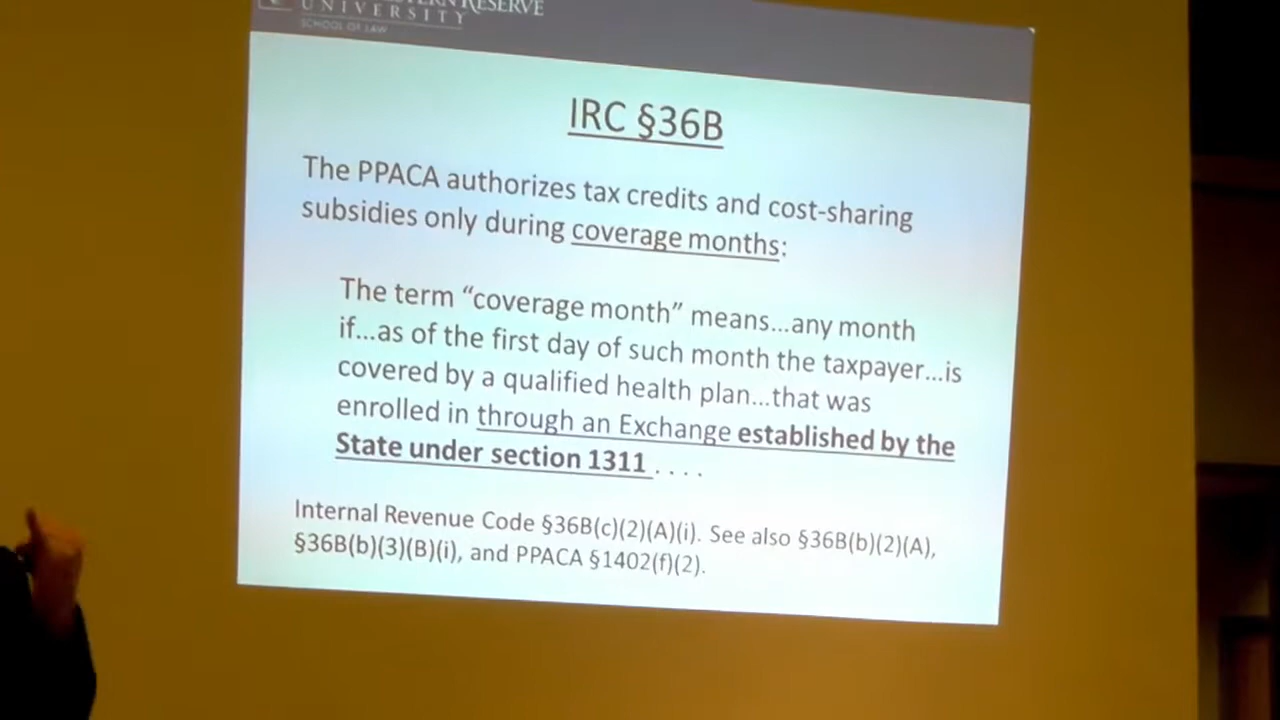 RESERVE
UNIVERSITY
SCHOOL OF LAW
IRC §36B
The PPACA authorizes tax credits and cost-sharing
subsidies only during coverage months:
The term “coverage month” means...any month
if...as of the first day of such month the taxpayer...is
covered by a qualified health plan...that was
enrolled in through an Exchange established by the
State under section 1311 . . . .
Internal Revenue Code §36B(c)(2)(A)(i). See also §36B(b)(2)(A),
§36B(b)(3)(B)(i), and PPACA §1402(f)(2).